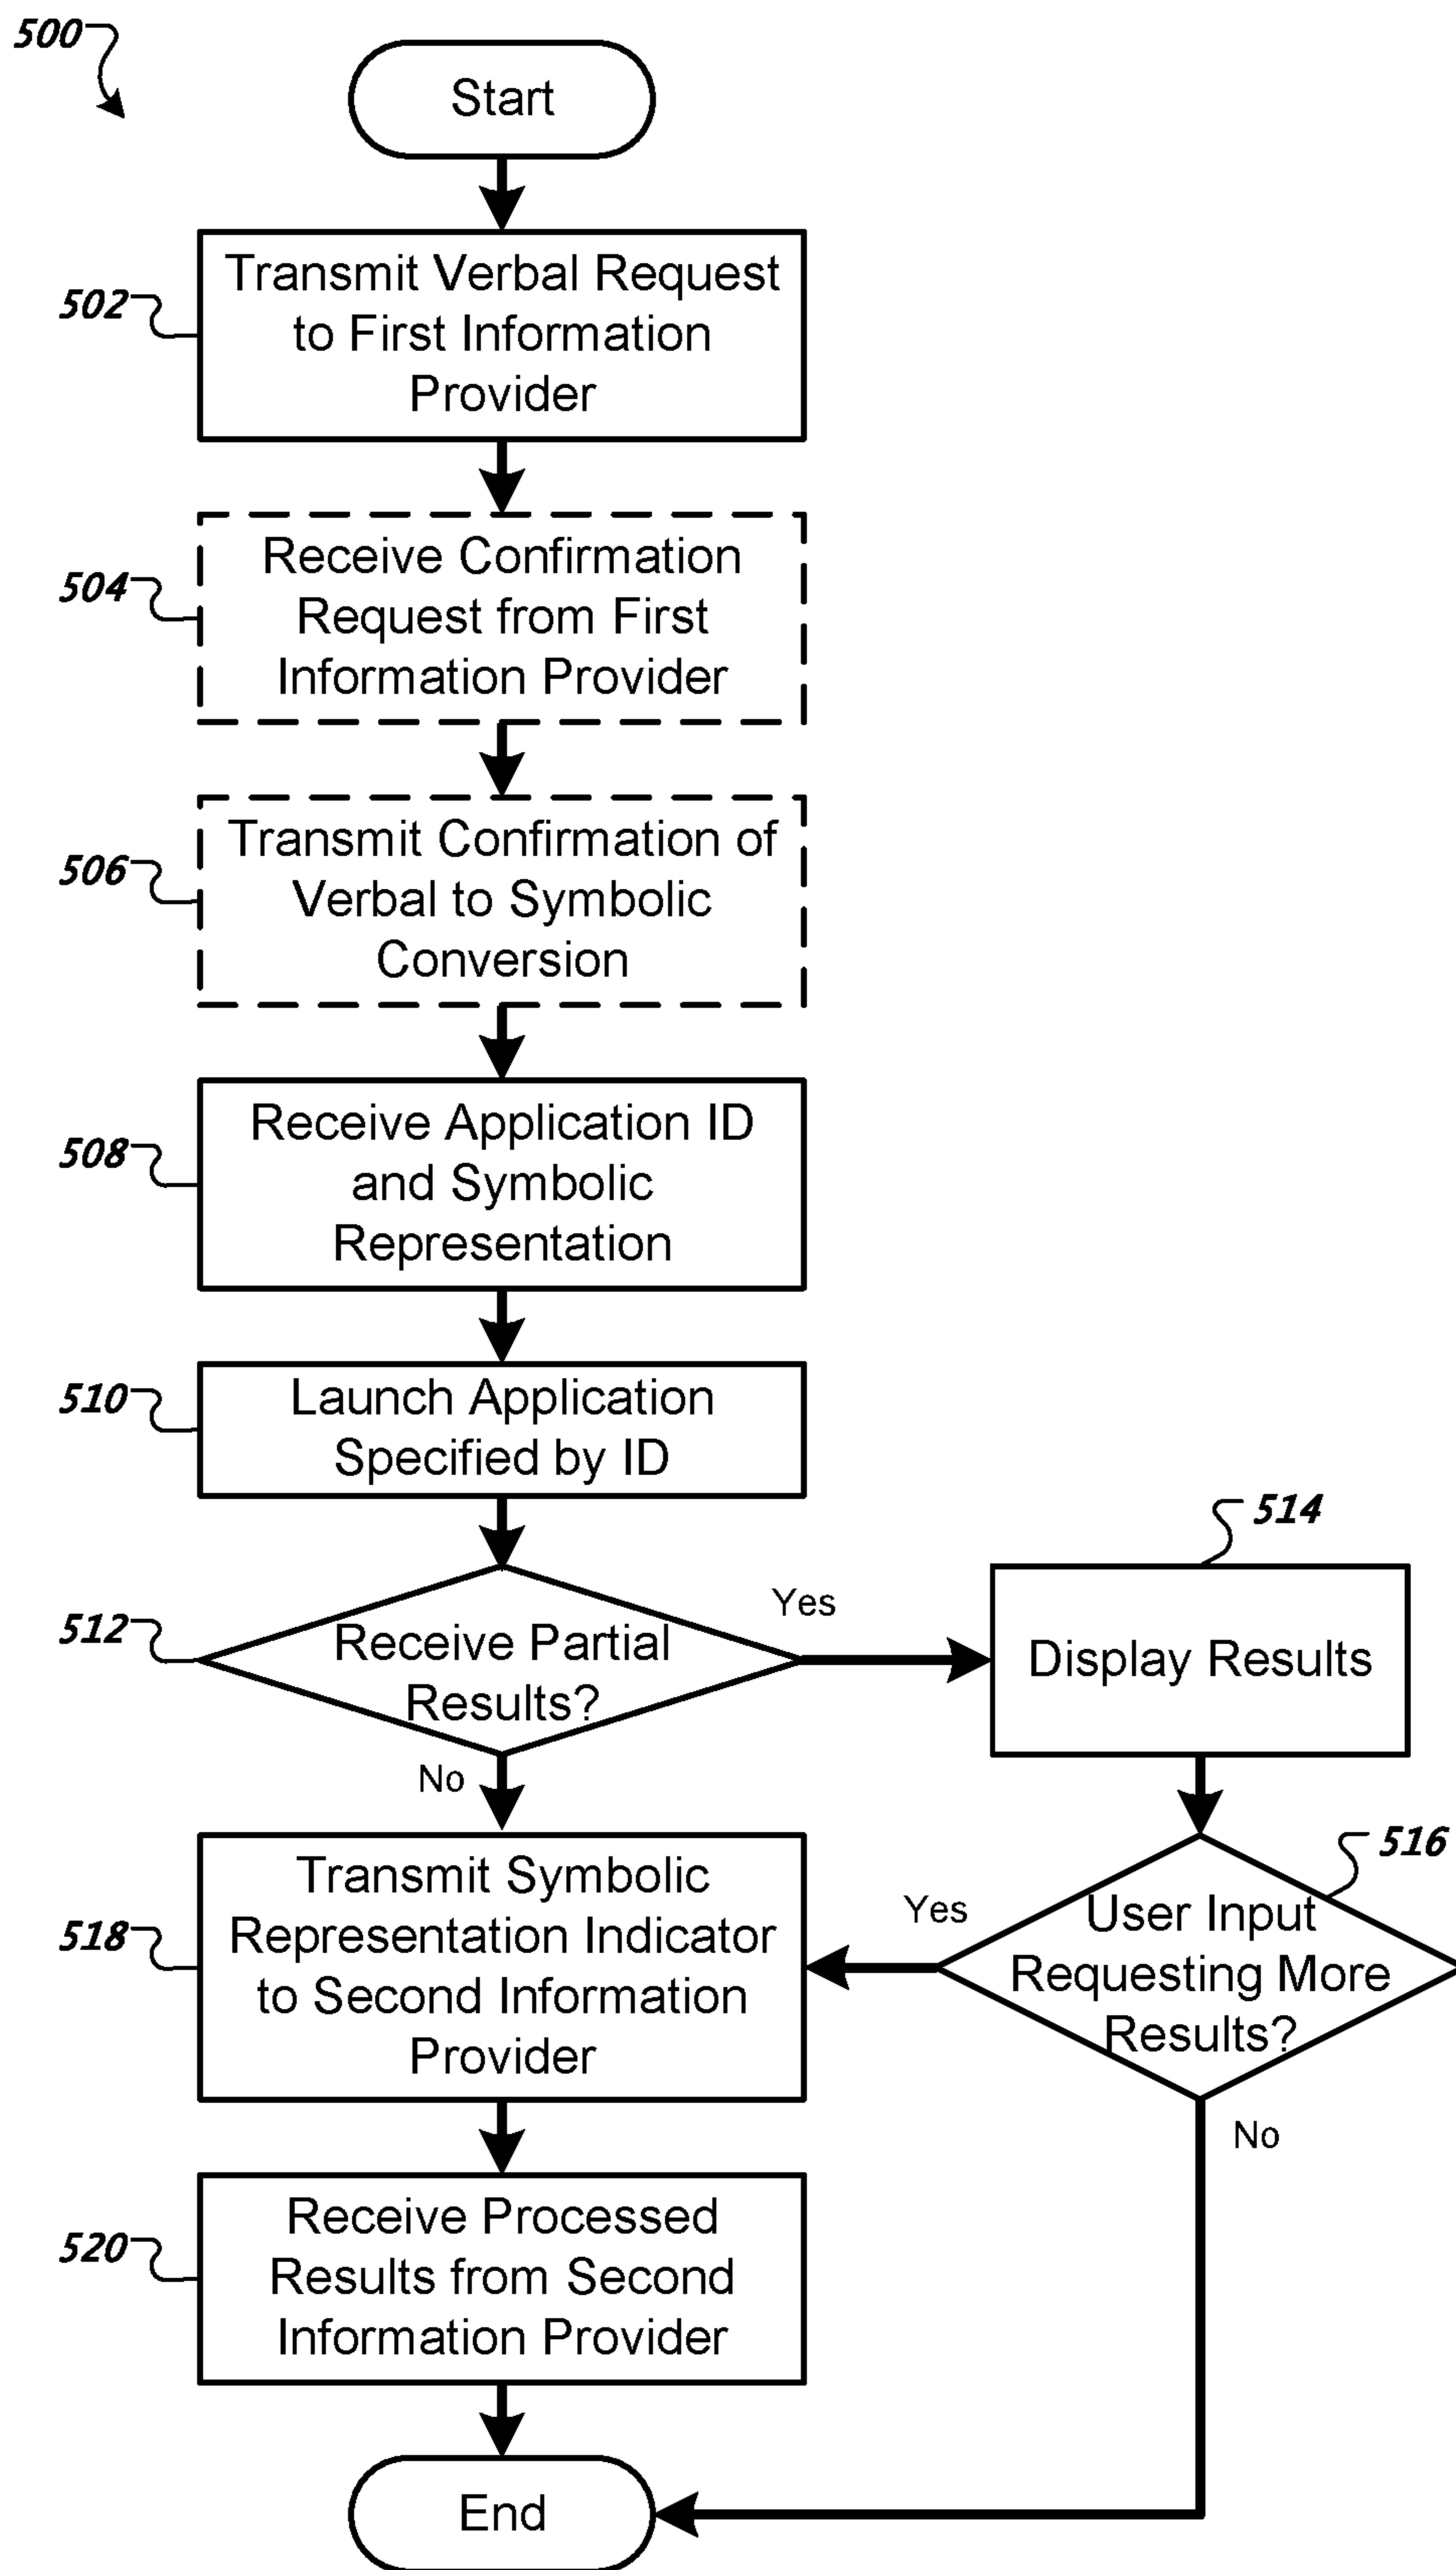 500
Start
502
Transmit Verbal Request
to First Information
Provider
504
Receive Confirmation
Request from First
Information Provider
506
Transmit Confirmation of
Verbal to Symbolic
Conversion
508
Receive Application ID
and Symbolic
Representation
510
Launch Application
Specified by ID
512
Receive Partial
Results?
Yes
514
Display Results
No
516
User Input
Requesting More
Results?
Yes
No
518
Transmit Symbolic
Representation Indicator
to Second Information
Provider
520
Receive Processed
Results from Second
Information Provider
End